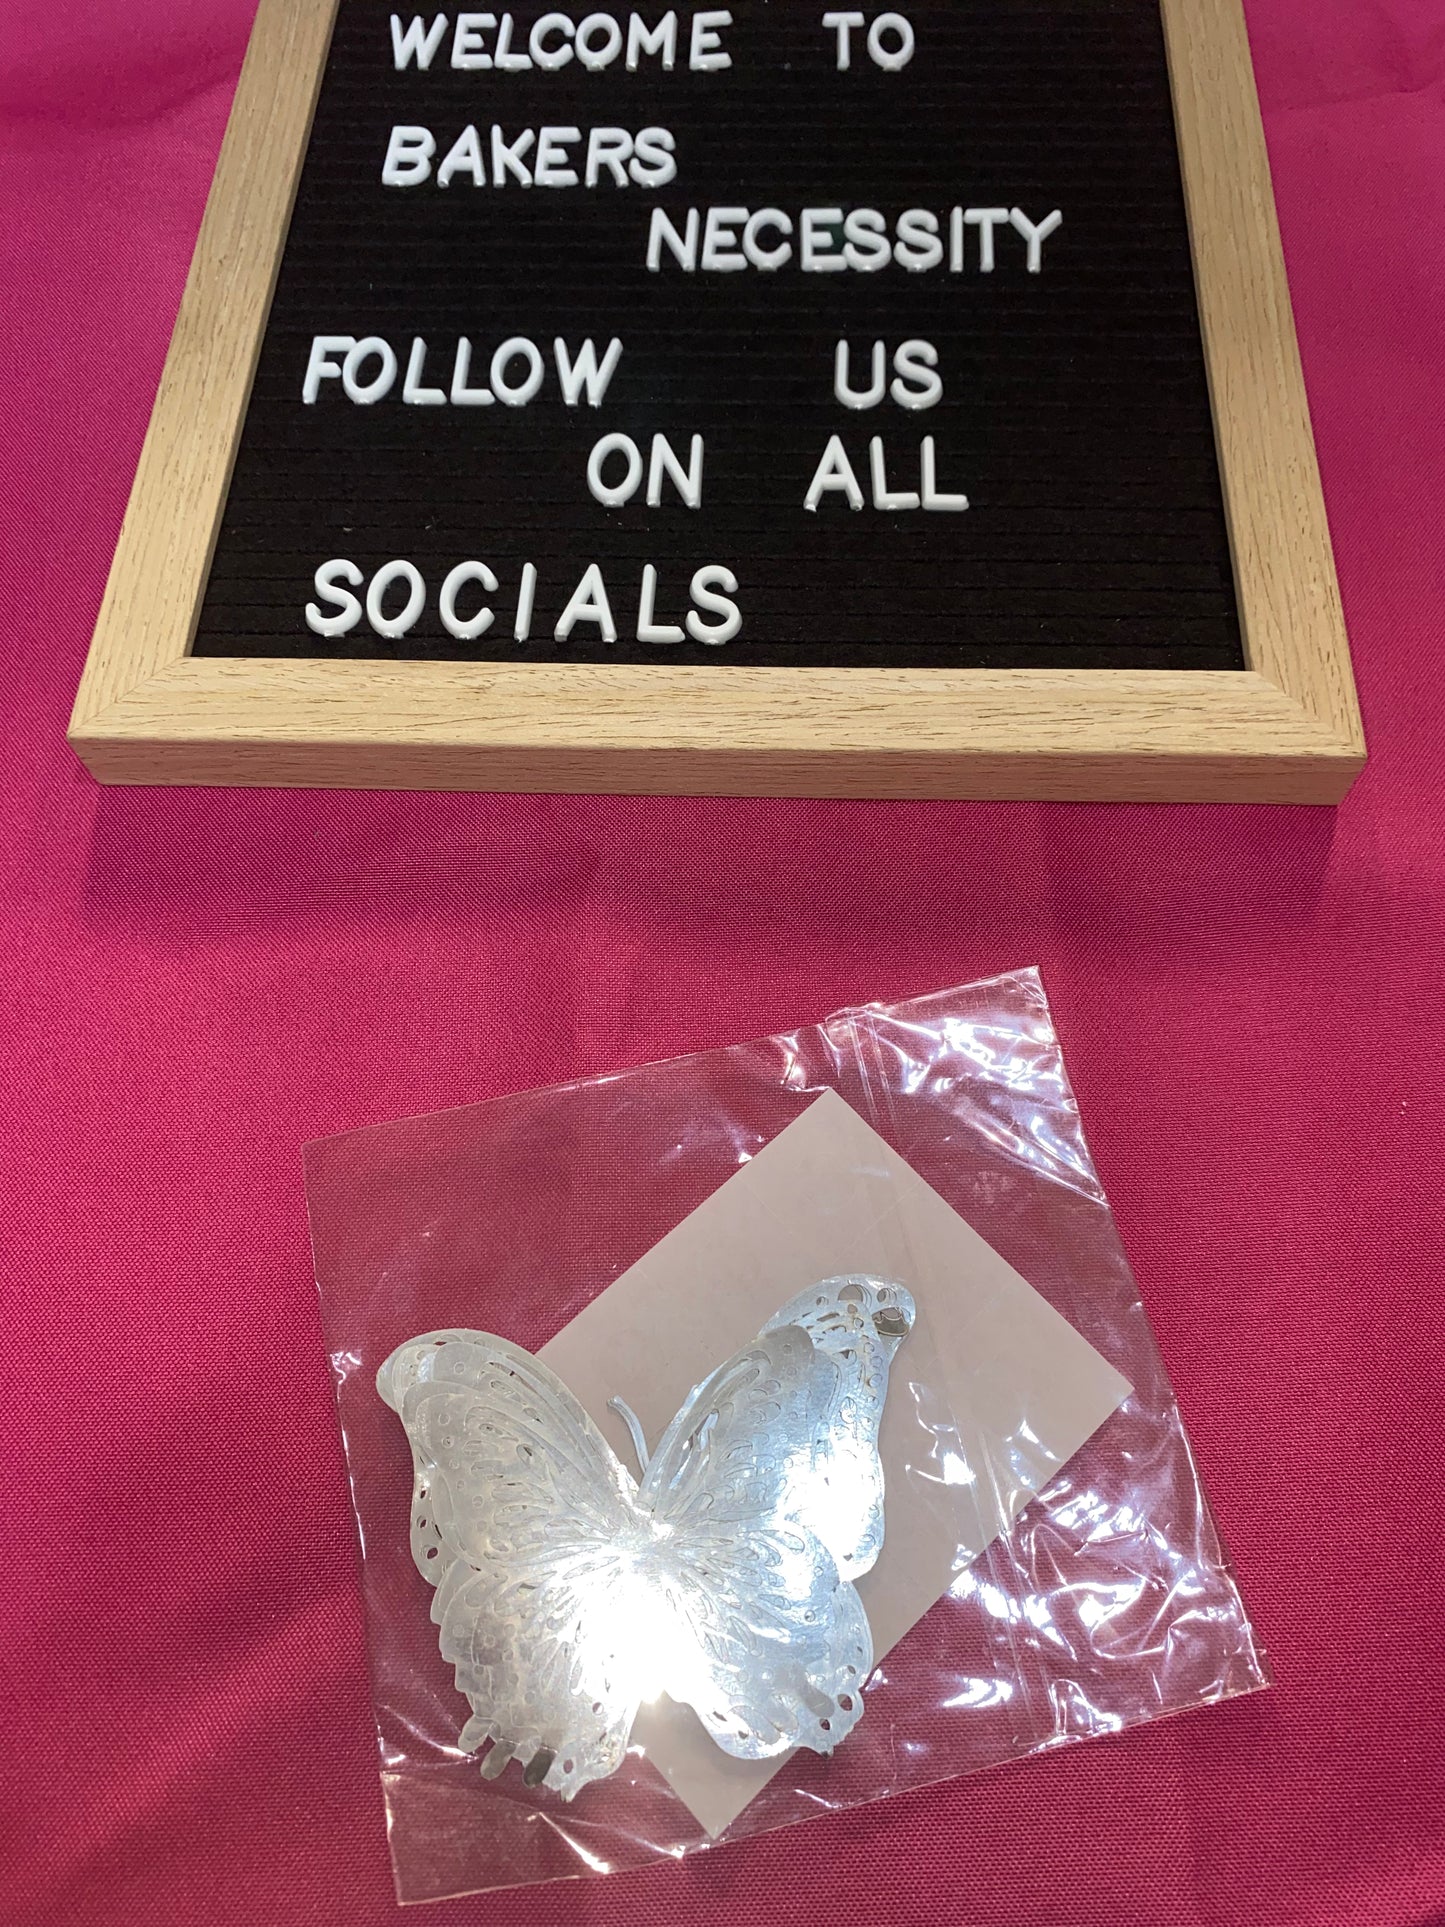 WELCOME TO
BAKERS
NECESSITY
FOLLOW US
ON ALL
SOCIALS